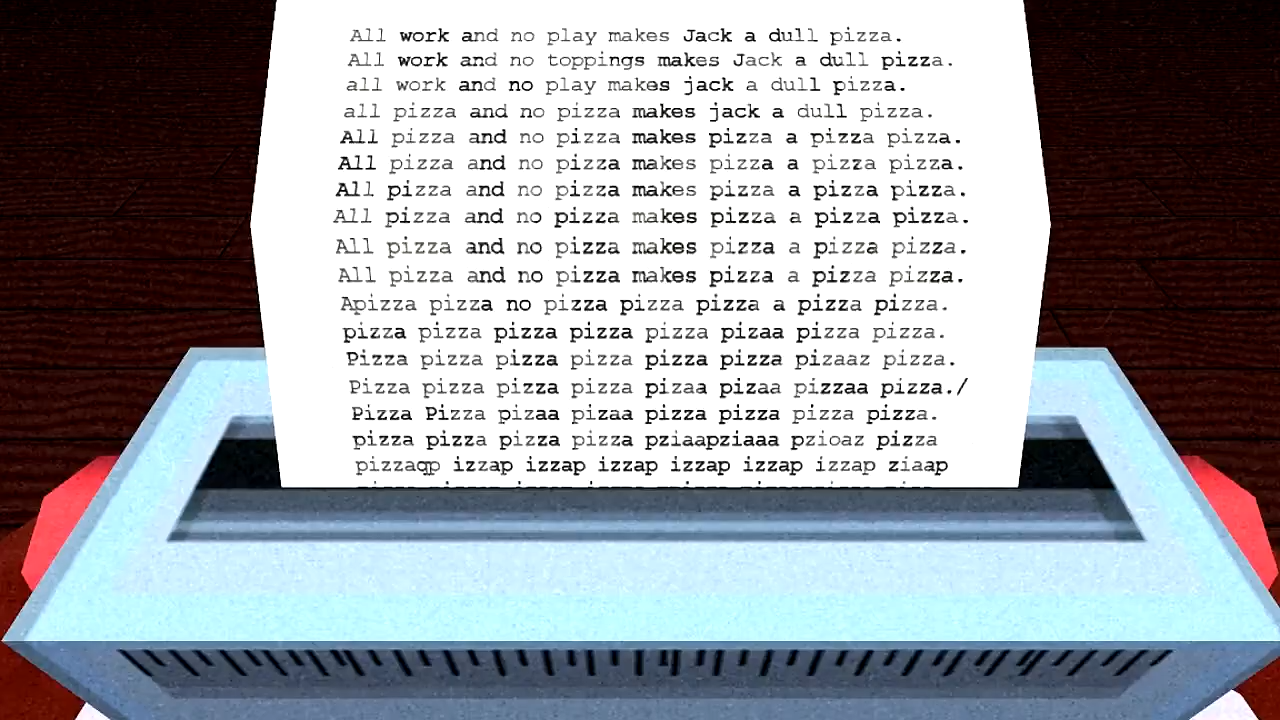 All work and no play makes Jack a dull pizza.
All work and no toppings makes Jack a dull pizza.
all work and no play makes jack a dull pizza.
all pizza and no pizza makes jack a dull pizza.
All pizza and no pizza makes pizza a pizza pizza.
All pizza and no pizza makes pizza a pizza pizza.
All pizza and no pizza makes pizza a pizza pizza.
All pizza and no pizza makes pizza a pizza pizza.
All pizza and no pizza makes pizza a pizza pizza.
All pizza and no pizza makes pizza a pizza pizza.
Apizza pizza no pizza pizza pizza a pizza pizza.
pizza pizza pizza pizza pizza pizaa pizza pizza.
Pizza pizza pizza pizza pizza pizza pizaaz pizza.
Pizza pizza pizza pizza pizaa pizaa pizzaa pizza./
Pizza Pizza pizaa pizaa pizza pizza pizza pizza.
pizza pizza pizza pizza pziaapziaaa pzioaz pizza
pizzaqp izzap izzap izzap izzap izzap izzap ziaap